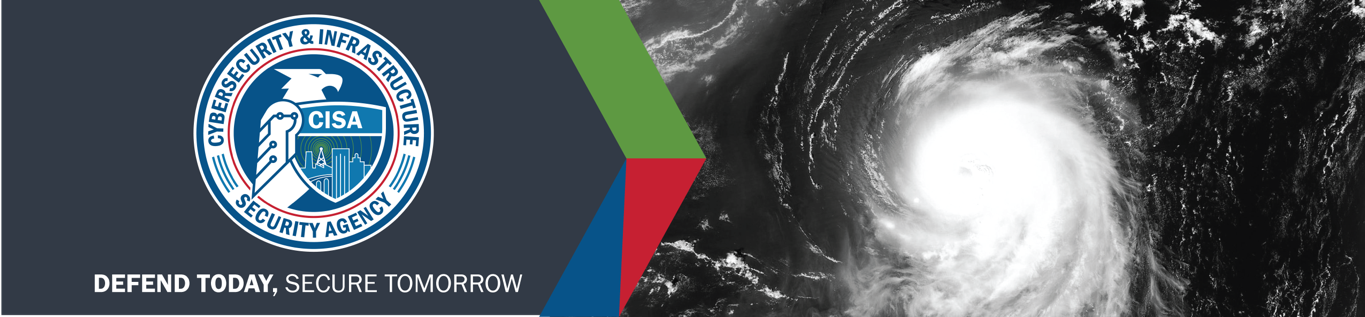 CYBERSECURITY & INFRASTRUCTURE
CISA
SECURITY AGENCY
DEFEND TODAY, SECURE TOMORROW